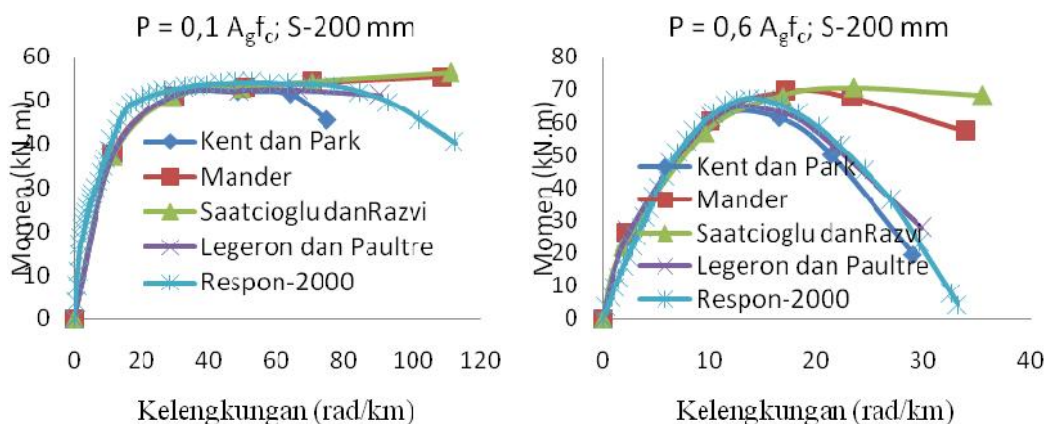 P = 0,1 A_gf_c; S-200 mm
Momen (kN.m)
60
50
40
30
20
10
0
Kent dan Park
Mander
Saatcioglu danRazvi
Legeron dan Paultre
Respon-2000
0 20 40 60 80 100 120
Kelengkungan (rad/km)
P = 0,6 A_gf_c; S-200 mm
Momen (kN.m)
80
70
60
50
40
30
20
10
0
Kent dan Park
Mander
Saatcioglu danRazvi
Legeron dan Paultre
Respon-2000
0 10 20 30 40
Kelengkungan (rad/km)